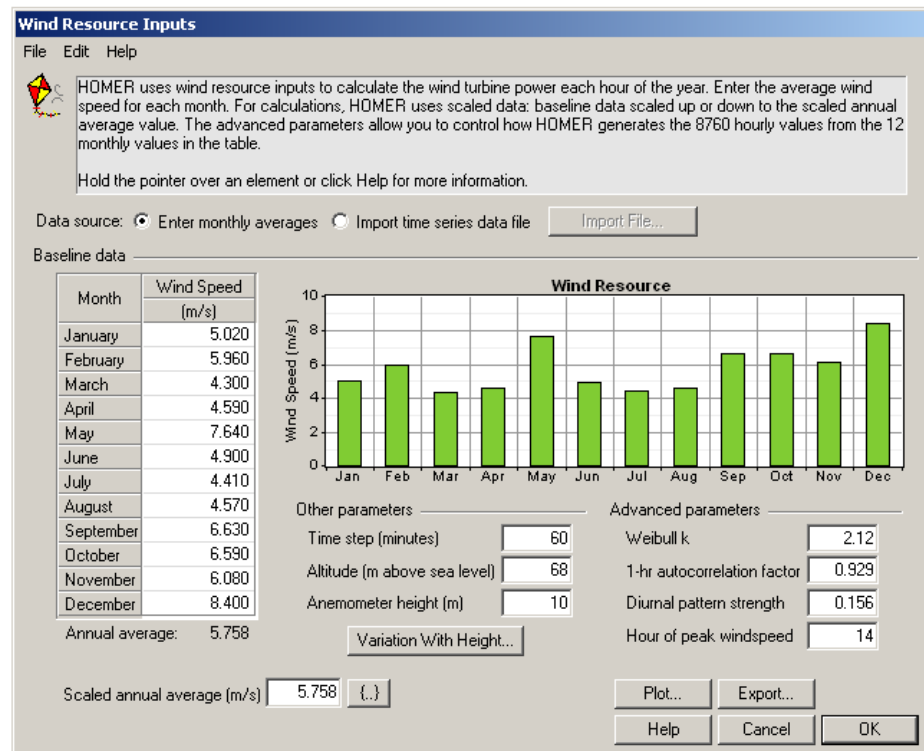 Wind Resource Inputs
File Edit Help
HOMER uses wind resource inputs to calculate the wind turbine power each hour of the year. Enter the average wind
speed for each month. For calculations, HOMER uses scaled data: baseline data scaled up or down to the scaled annual
average value. The advanced parameters allow you to control how HOMER generates the 8760 hourly values from the 12
monthly values in the table.
Hold the pointer over an element or click Help for more information.
Data source: Enter monthly averages Import time series data file Import File...
Baseline data
Month Wind Speed
(m/s)
January 5.020
February 5.960
March 4.300
April 4.590
May 7.640
June 4.900
July 4.410
August 4.570
September 6.630
October 6.590
November 6.080
December 8.400
Annual average: 5.758
Wind Resource
Wind Speed (m/s)
10
8
6
4
2
0
Jan Feb Mar Apr May Jun Jul Aug Sep Oct Nov Dec
Other parameters
Time step (minutes) 60
Altitude (m above sea level) 68
Anemometer height (m) 10
Variation With Height...
Advanced parameters
Weibull k 2.12
1-hr autocorrelation factor 0.929
Diurnal pattern strength 0.156
Hour of peak windspeed 14
Scaled annual average (m/s) 5.758 {..}
Plot... Export...
Help Cancel OK